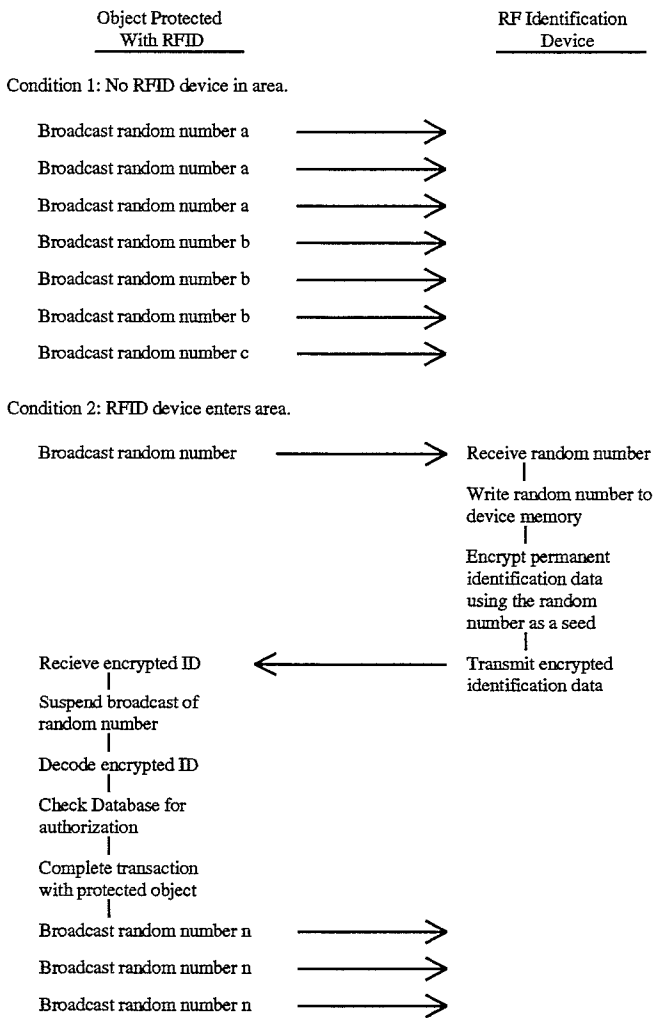 Object Protected
With RFID
RF Identification
Device
Condition 1: No RFID device in area.
Broadcast random number a
Broadcast random number a
Broadcast random number a
Broadcast random number b
Broadcast random number b
Broadcast random number b
Broadcast random number c
Condition 2: RFID device enters area.
Broadcast random number
Receive random number
Write random number to
device memory
Encrypt permanent
identification data
using the random
number as a seed
Recieve encrypted ID
Transmit encrypted
identification data
Suspend broadcast of
random number
Decode encrypted ID
Check Database for
authorization
Complete transaction
with protected object
Broadcast random number n
Broadcast random number n
Broadcast random number n